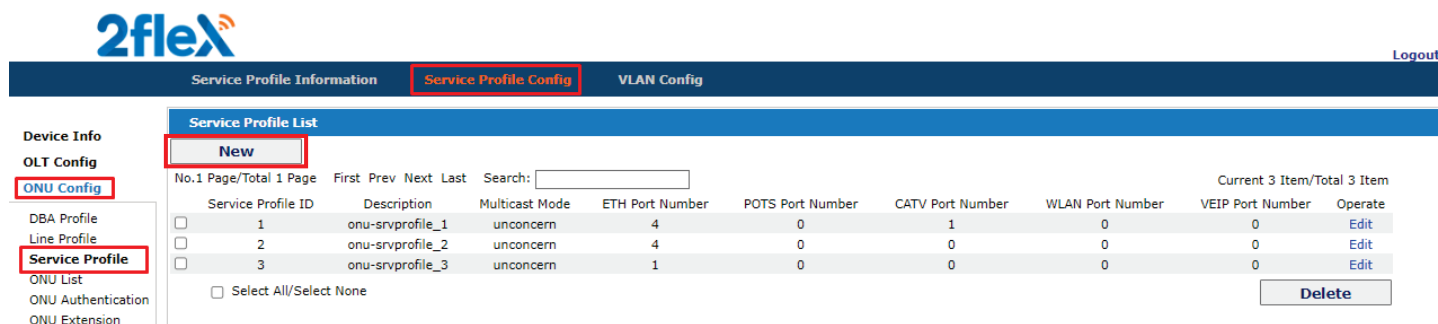 2flex
Logout
Service Profile Information Service Profile Config VLAN Config
Service Profile List
Device Info
New
OLT Config
No.1 Page/Total 1 Page First Prev Next Last Search: Current 3 Item/Total 3 Item
ONU Config
Service Profile ID Description Multicast Mode ETH Port Number POTS Port Number CATV Port Number WLAN Port Number VEIP Port Number Operate
DBA Profile
1 onu-srvprofile_1 unconcern 4 0 1 0 0 Edit
Line Profile
2 onu-srvprofile_2 unconcern 4 0 0 0 0 Edit
Service Profile
3 onu-srvprofile_3 unconcern 1 0 0 0 0 Edit
ONU List
Select All/Select None Delete
ONU Authentication
ONU Extension